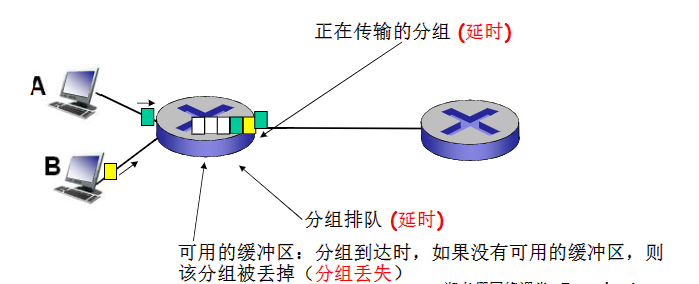 正在传输的分组 (延时)
A
B
分组排队 (延时)
可用的缓冲区：分组到达时，如果没有可用的缓冲区，则
该分组被丢掉（分组丢失）